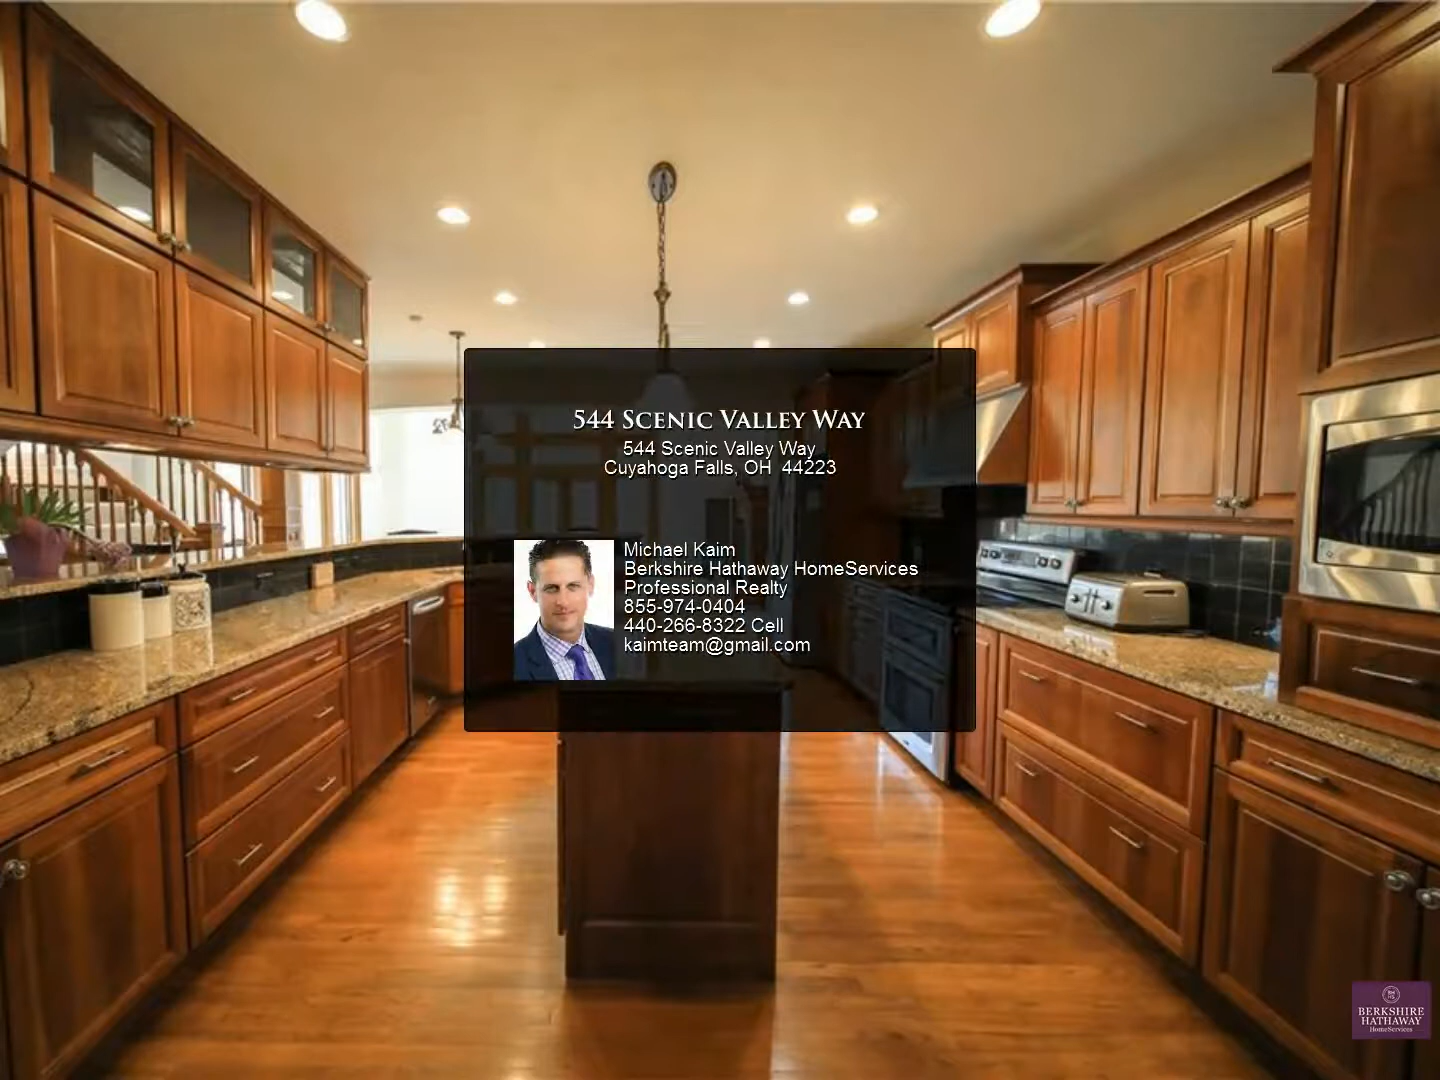 544 Scenic Valley Way
544 Scenic Valley Way
Cuyahoga Falls, OH  44223
Michael Kaim
Berkshire Hathaway HomeServices
Professional Realty
855-974-0404
440-266-8322 Cell
kaimteam@gmail.com
BERKSHIRE
HATHAWAY
HomeServices